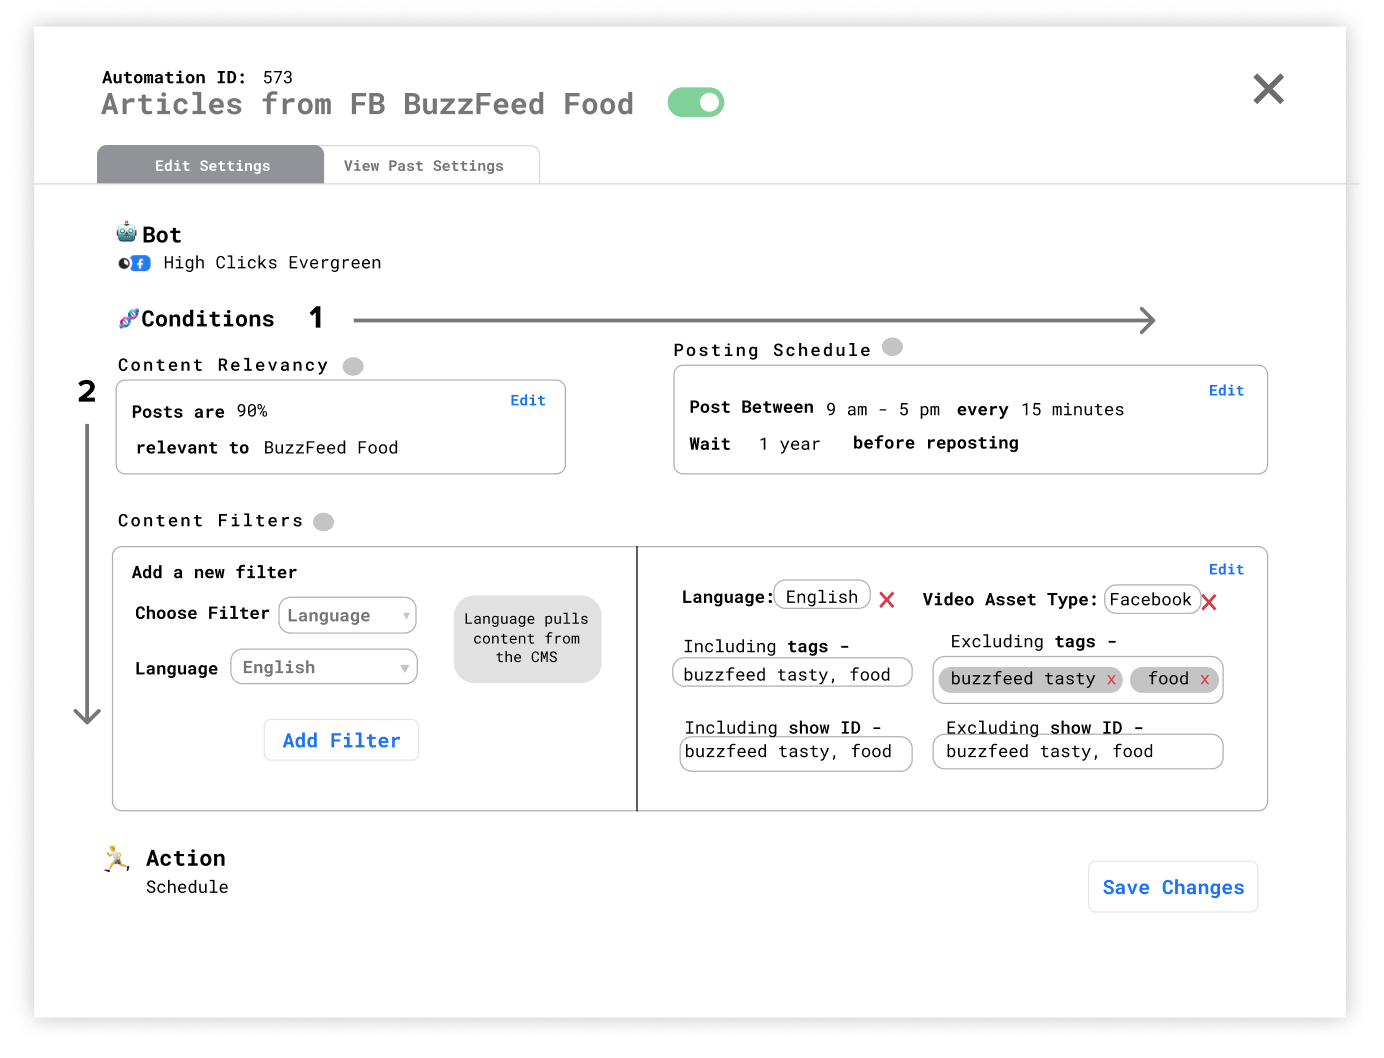 Automation ID: 573
Articles from FB BuzzFeed Food
Edit Settings
View Past Settings
Bot
High Clicks Evergreen
Conditions 1
Content Relevancy
2
Posts are 90%
Edit
relevant to BuzzFeed Food
Posting Schedule
Edit
Post Between 9 am - 5 pm every 15 minutes
Wait 1 year before reposting
Content Filters
Add a new filter
Choose Filter Language
Language English
Language pulls
content from
the CMS
Add Filter
Edit
Language: English
Video Asset Type: Facebook
Including tags -
buzzfeed tasty, food
Excluding tags -
buzzfeed tasty x food x
Including show ID -
buzzfeed tasty, food
Excluding show ID -
buzzfeed tasty, food
Action
Schedule
Save Changes